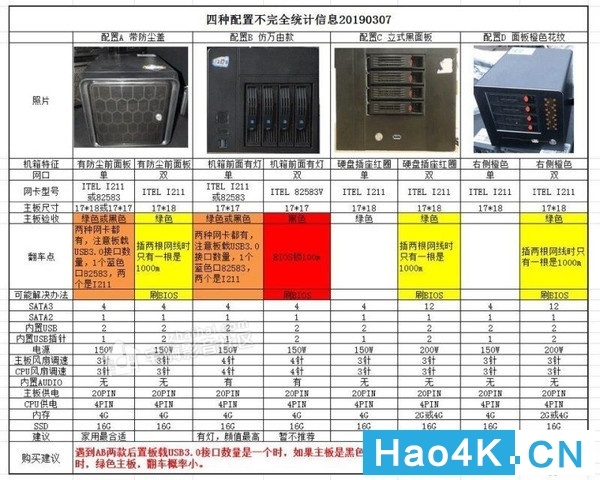 四种配置不完全统计信息20190307
配置A 带防尘盖 配置B 仿万由款 配置C 立式黑面板 配置D 面板橙色花纹
照片
机箱特征 有防尘前面板 有防尘前面板 机箱前面有灯 机箱前面有灯 硬盘插座红圈 硬盘插座红圈 右侧橙色 右侧橙色
网口 单 双 单 双 单 双 单 双
网卡型号 ITEL I211或82583 ITEL I211 ITEL I211或82583 ITEL 82583V ITEL I211 ITEL I211 ITEL I211 ITEL I211
主板尺寸 17*18或17*17 17*18 17*18或17*17 17*17 17*18 17*18 17*18 17*18
主板验收 绿色或黑色 绿色 绿色或黑色 黑色 绿色 绿色 绿色 绿色
翻车点 两种网卡都有，注意板载USB3.0接口数量，1个蓝色口82583，两个是I211 插两根网线时只有一根是1000m 两种网卡都有，注意板载USB3.0接口数量，1个蓝色口82583，两个是I211 BIOS锁100m 插两根网线时只有一根是1000m 插两根网线时只有一根是1000m
可能解决办法 刷BIOS 刷BIOS 刷BIOS 刷BIOS
SATA3 4 4 4 4 4 12 4 12
SATA2 1 1 1 1 1 1 1 1
内置USB 2 2 2 2 2 2 2 2
内置USB插针 1 1 1 1 1 1 1 1
电源 150W 150W 150W 150W 150W 200W 150W 200W
主板风扇调速 3针 3针 3针 3针 3针 3针 3针 3针
CPU风扇调速 3针 3针 3针 3针 3针 3针 3针 3针
内置AUDIO 无 无 有 有 无 无 无 无
主板供电 20PIN 20PIN 20PIN 20PIN 20PIN 20PIN 20PIN 20PIN
CPU供电 4PIN 4PIN 4PIN 4PIN 4PIN 4PIN 4PIN 4PIN
内存 4G 4G 4G 4G 4G 2G或4G 4G 2G或4G
SSD 16G 16G 16G 16G 16G 16G 16G 16G
建议 家用最合适 有灯，颜值最高 暂不推荐
购买建议 遇到AB两款后置板载USB3.0接口数量是一个时，如果主板是黑色
时，绿色主板，翻车概率小。
Hao4K.CN